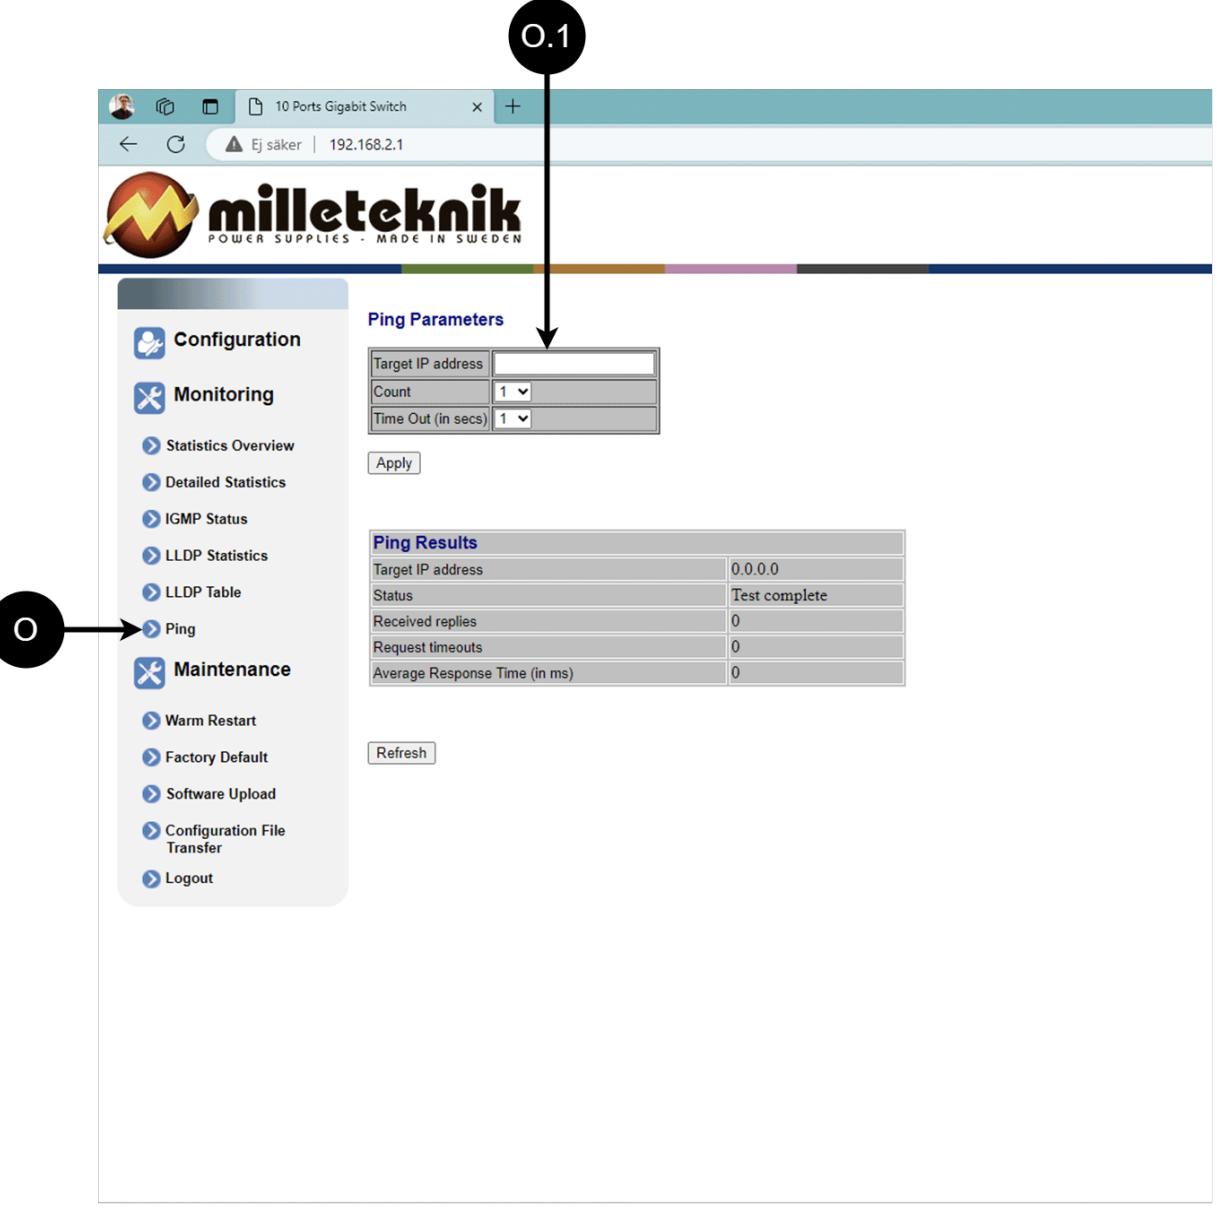 O.1
10 Ports Gigabit Switch
Ej säker | 192.168.2.1
milleteknik
POWER SUPPLIES - MADE IN SWEDEN
Configuration
Monitoring
Statistics Overview
Detailed Statistics
IGMP Status
LLDP Statistics
LLDP Table
O
Ping
Maintenance
Warm Restart
Factory Default
Software Upload
Configuration File
Transfer
Logout
Ping Parameters
Target IP address
Count 1
Time Out (in secs) 1
Apply
Ping Results
Target IP address 0.0.0.0
Status Test complete
Received replies 0
Request timeouts 0
Average Response Time (in ms) 0
Refresh